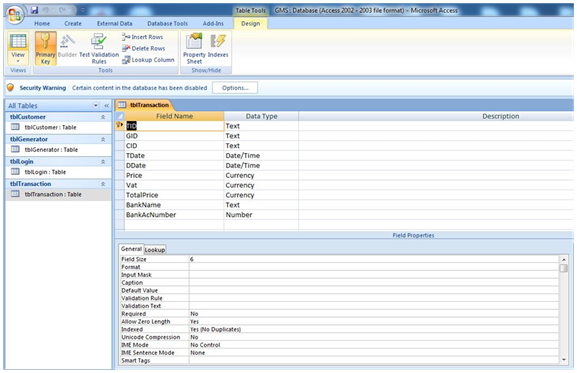 Table Tools GMS : Database (Access 2002 - 2003 file format) - Microsoft Access
Home Create External Data Database Tools Add-Ins Design
View
Primary Key
Builder
Test Validation Rules
Insert Rows
Delete Rows
Lookup Column
Property Sheet
Indexes
Views Tools Show/Hide
Security Warning Certain content in the database has been disabled Options...
All Tables
tblCustomer
tblCustomer : Table
tblGenerator
tblGenerator : Table
tblLogin
tblLogin : Table
tblTransaction
tblTransaction : Table
tblTransaction
Field Name Data Type Description
TID Text
GID Text
CID Text
TDate Date/Time
DDate Date/Time
Price Currency
Vat Currency
TotalPrice Currency
BankName Text
BankAcNumber Number
Field Properties
General Lookup
Field Size 6
Format
Input Mask
Caption
Default Value
Validation Rule
Validation Text
Required No
Allow Zero Length Yes
Indexed Yes (No Duplicates)
Unicode Compression No
IME Mode No Control
IME Sentence Mode None
Smart Tags